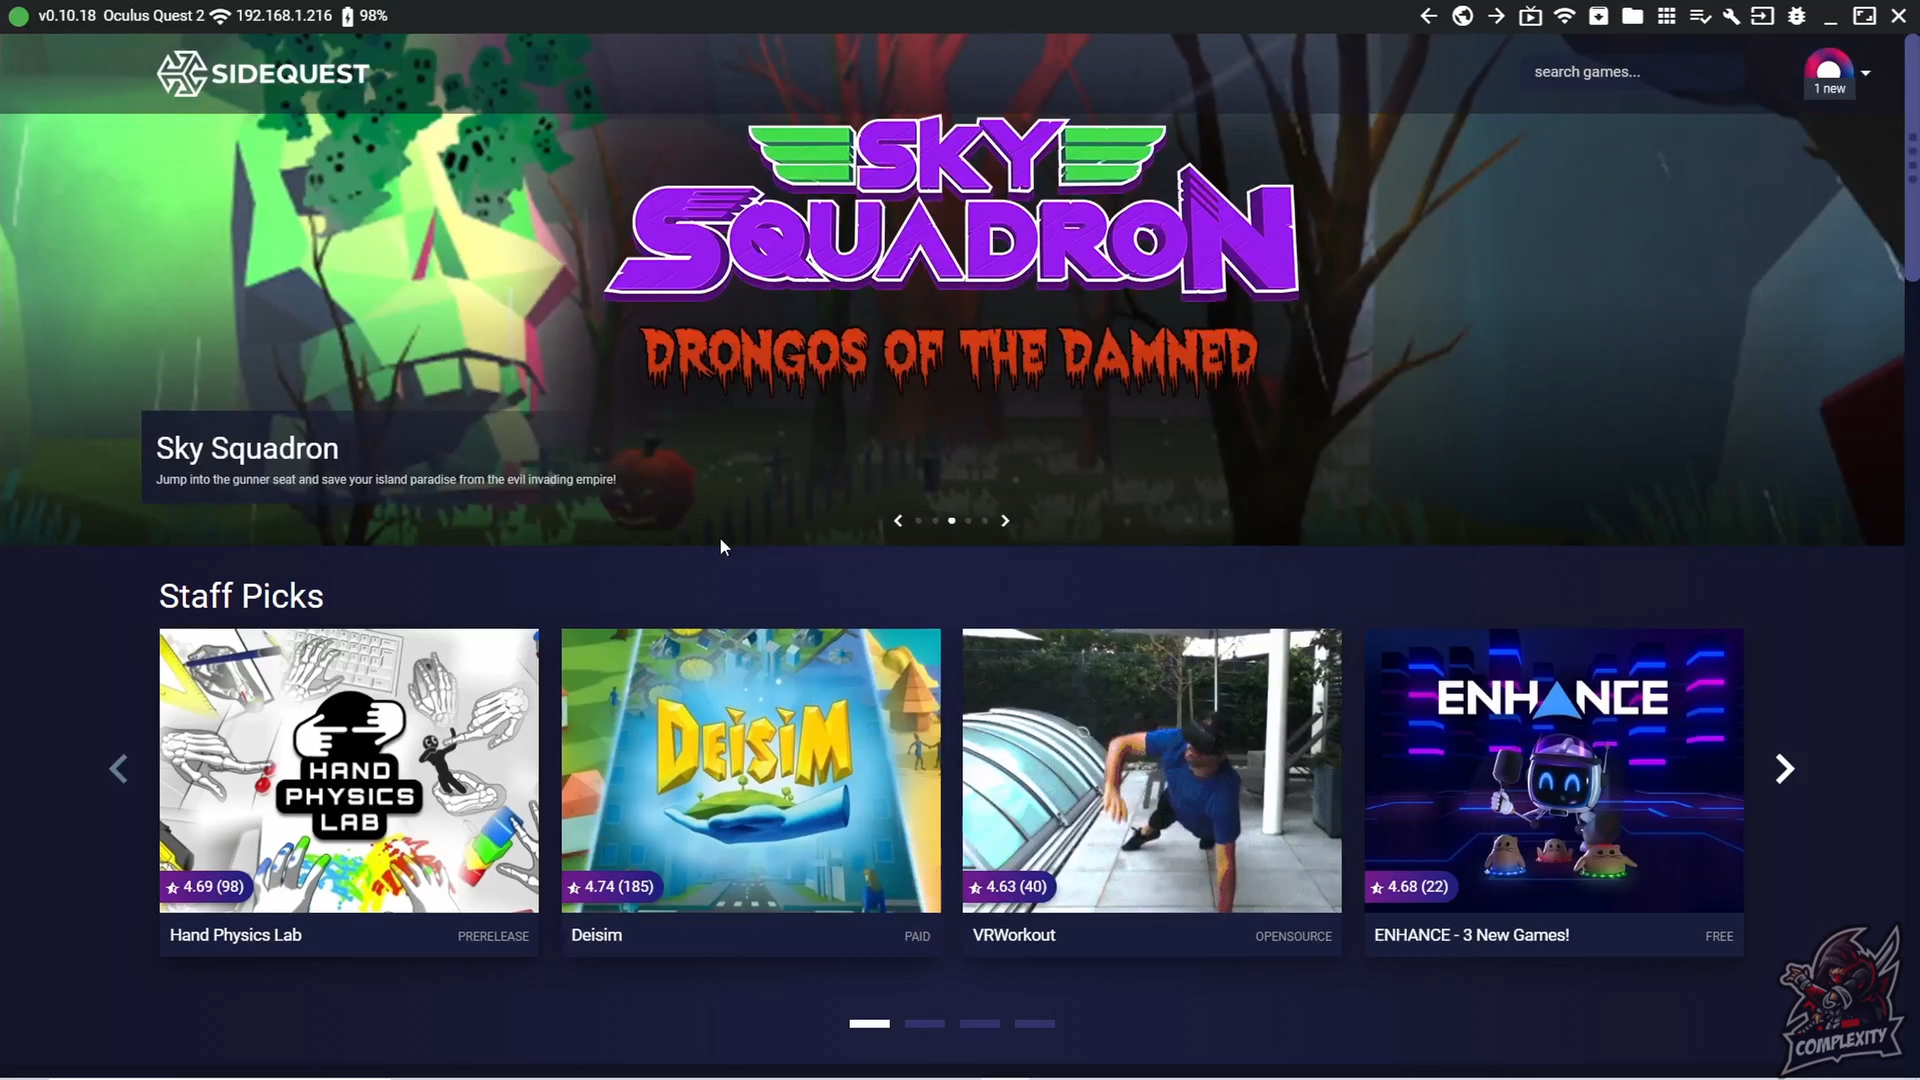 v0.10.18 Oculus Quest 2 192.168.1.216 98%
SIDEQUEST
search games...
1 new
SKY
SQUADRON
DRONGOS OF THE DAMNED
Sky Squadron
Jump into the gunner seat and save your island paradise from the evil invading empire!
Staff Picks
HAND
PHYSICS
LAB
DEISIM
ENHANCE
4.69 (98)
4.74 (185)
4.63 (40)
4.68 (22)
Hand Physics Lab PRERELEASE
Deisim PAID
VRWorkout OPENSOURCE
ENHANCE - 3 New Games! FREE
COMPLEXITY